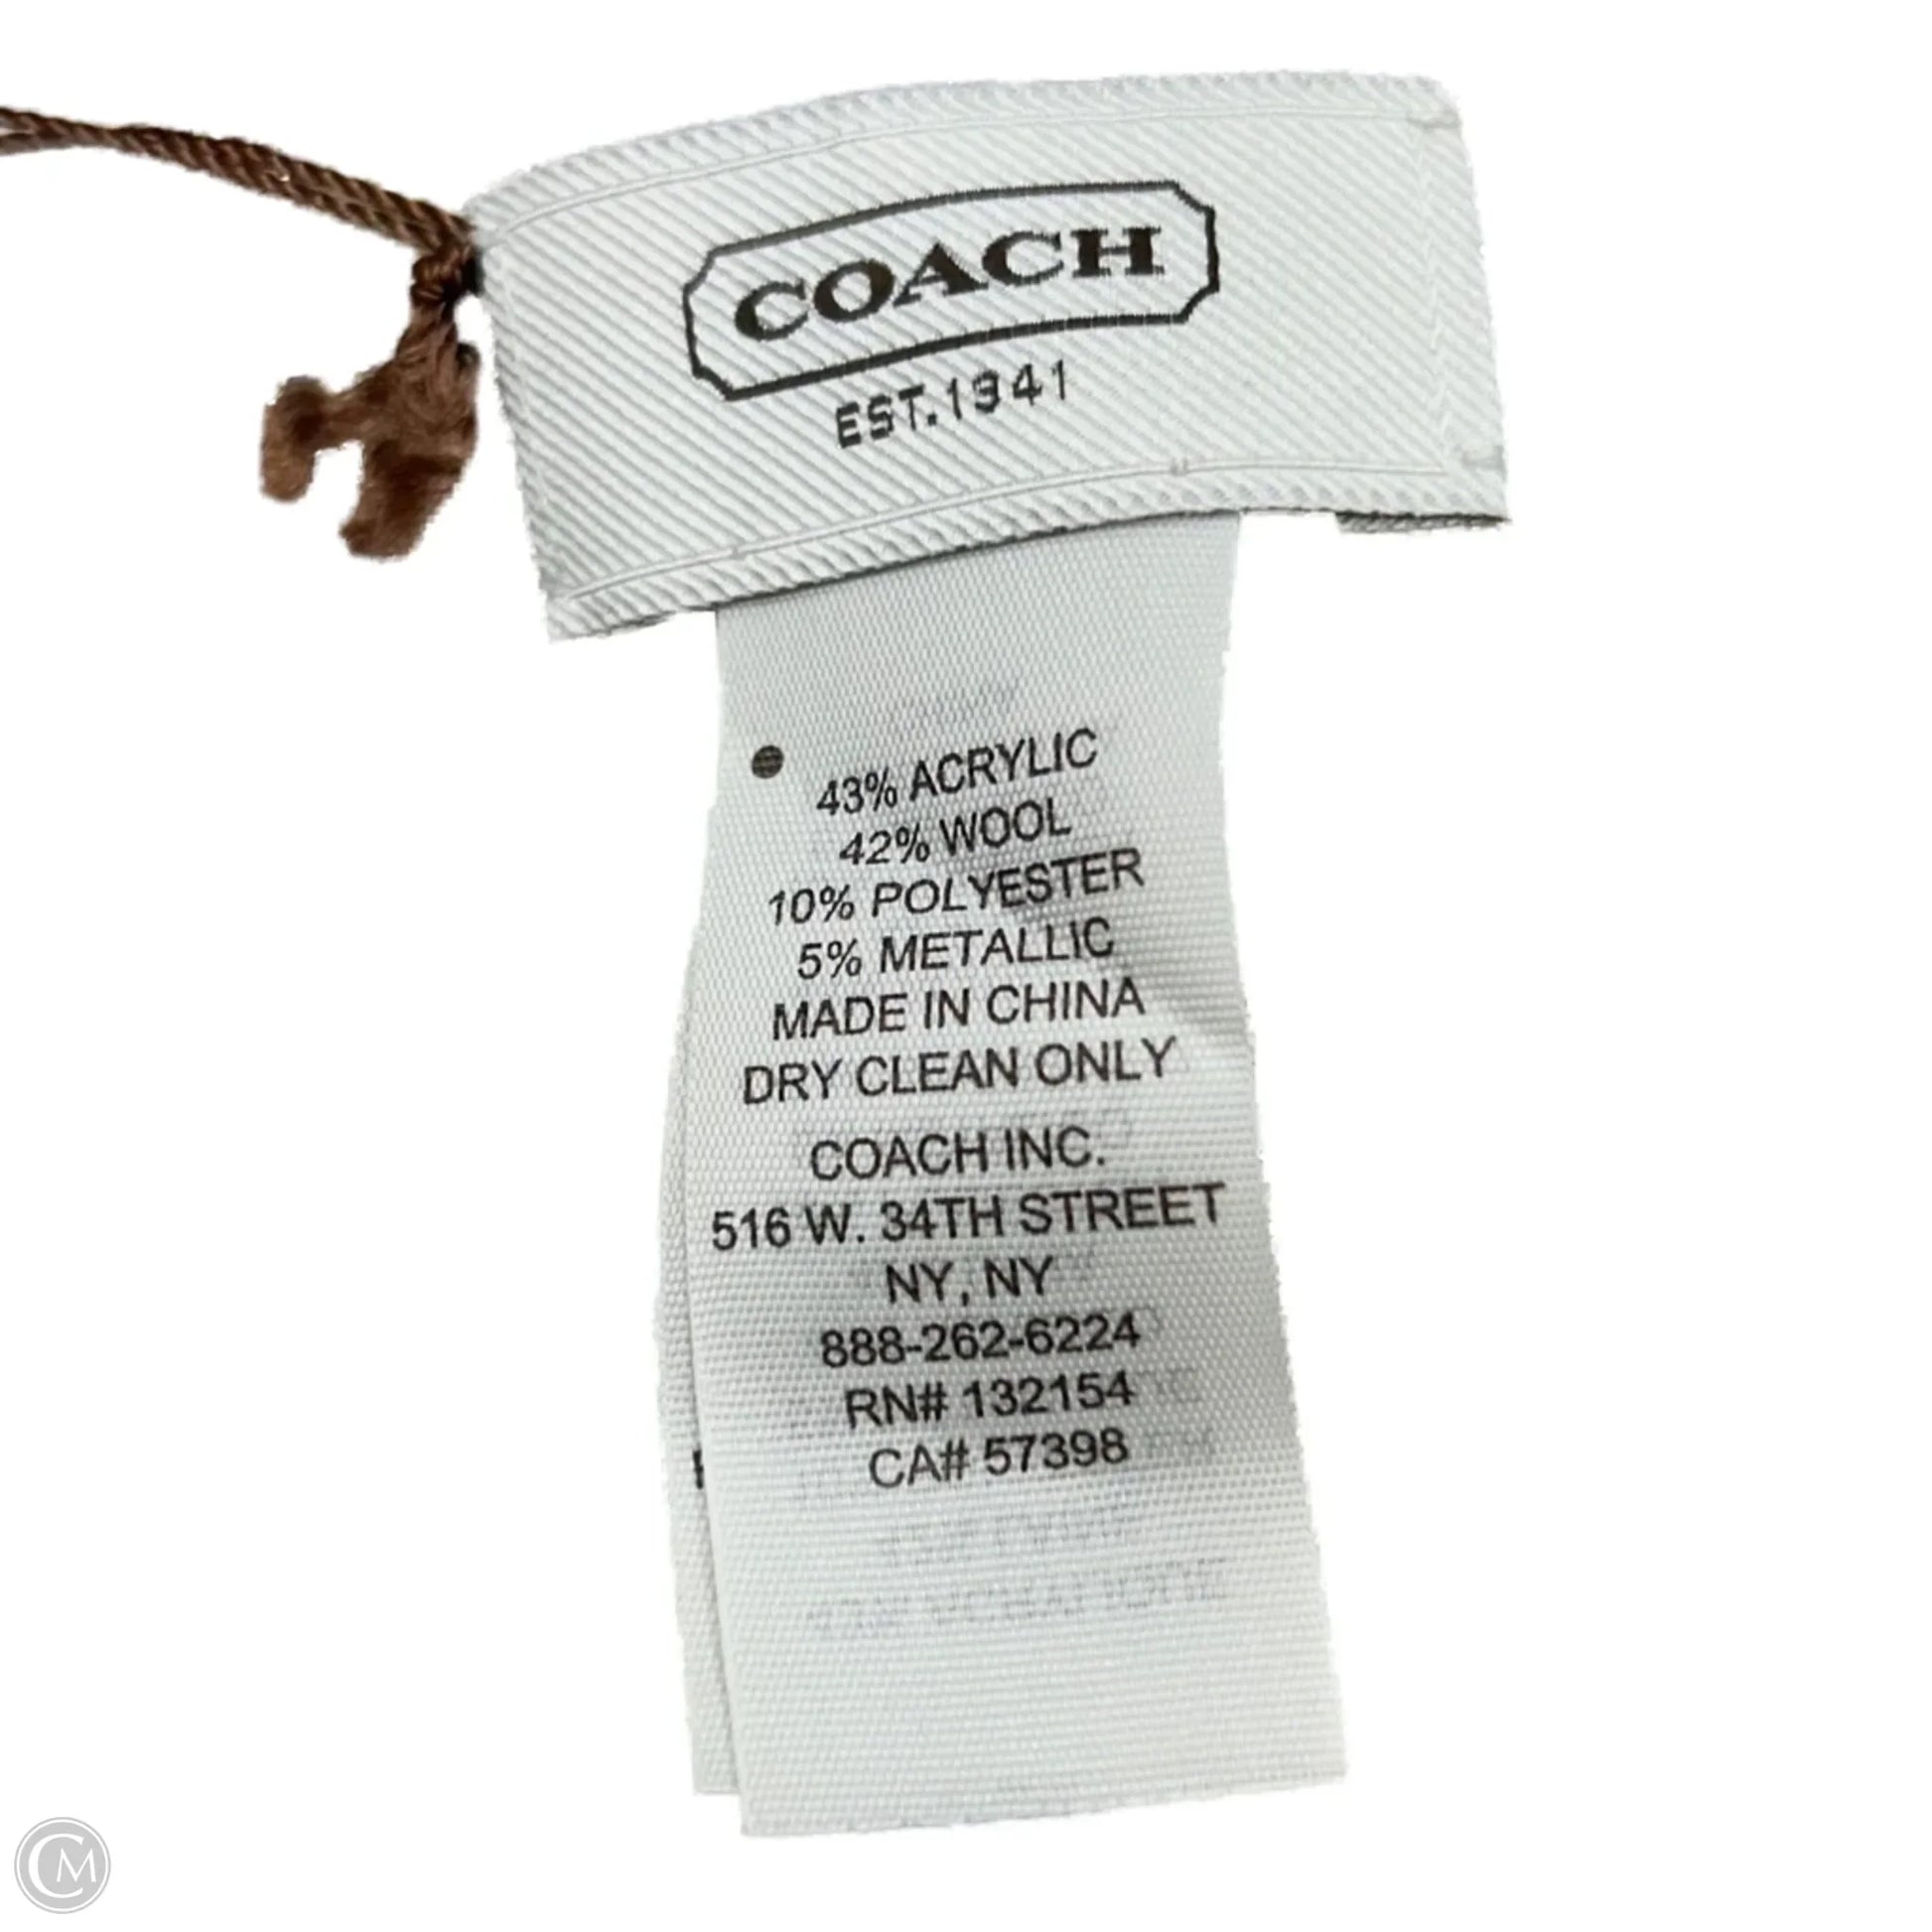 COACH
EST.1941
43% ACRYLIC
42% WOOL
10% POLYESTER
5% METALLIC
MADE IN CHINA
DRY CLEAN ONLY
COACH INC.
516 W. 34TH STREET
NY, NY
888-262-6224
RN# 132154
CA# 57398
CM